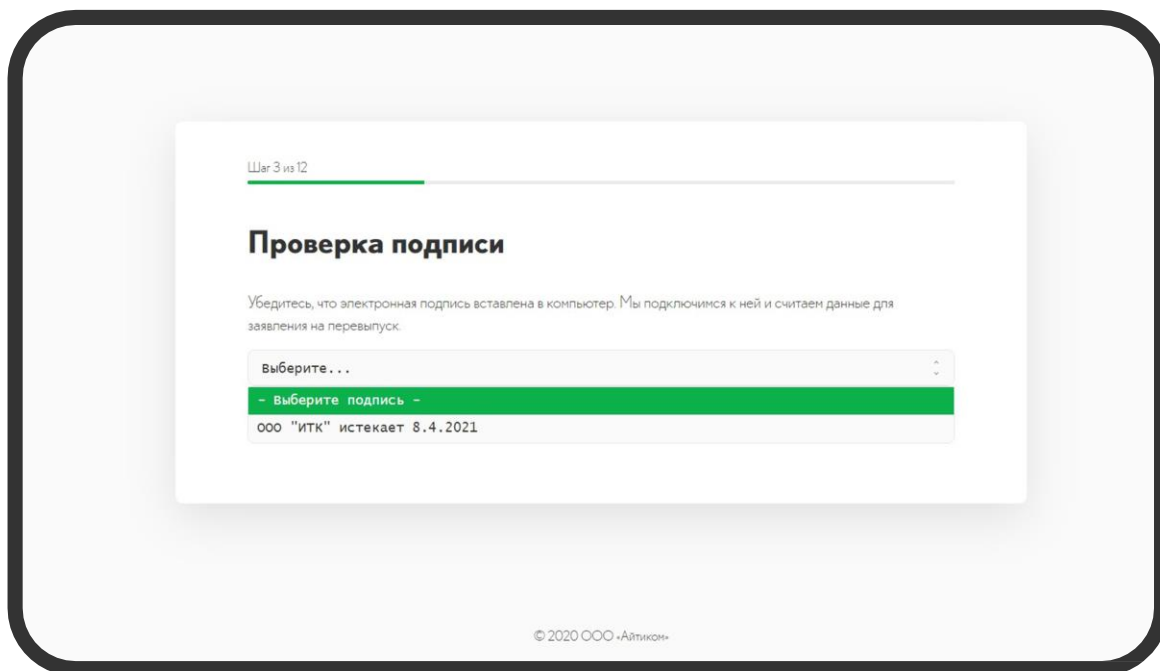 Шаг 3 из 12
Проверка подписи
Убедитесь, что электронная подпись вставлена в компьютер. Мы подключимся к ней и считаем данные для
заявления на перевыпуск.
Выберите...
- Выберите подпись -
ООО "ИТК" истекает 8.4.2021
© 2020 ООО «Айтиком»